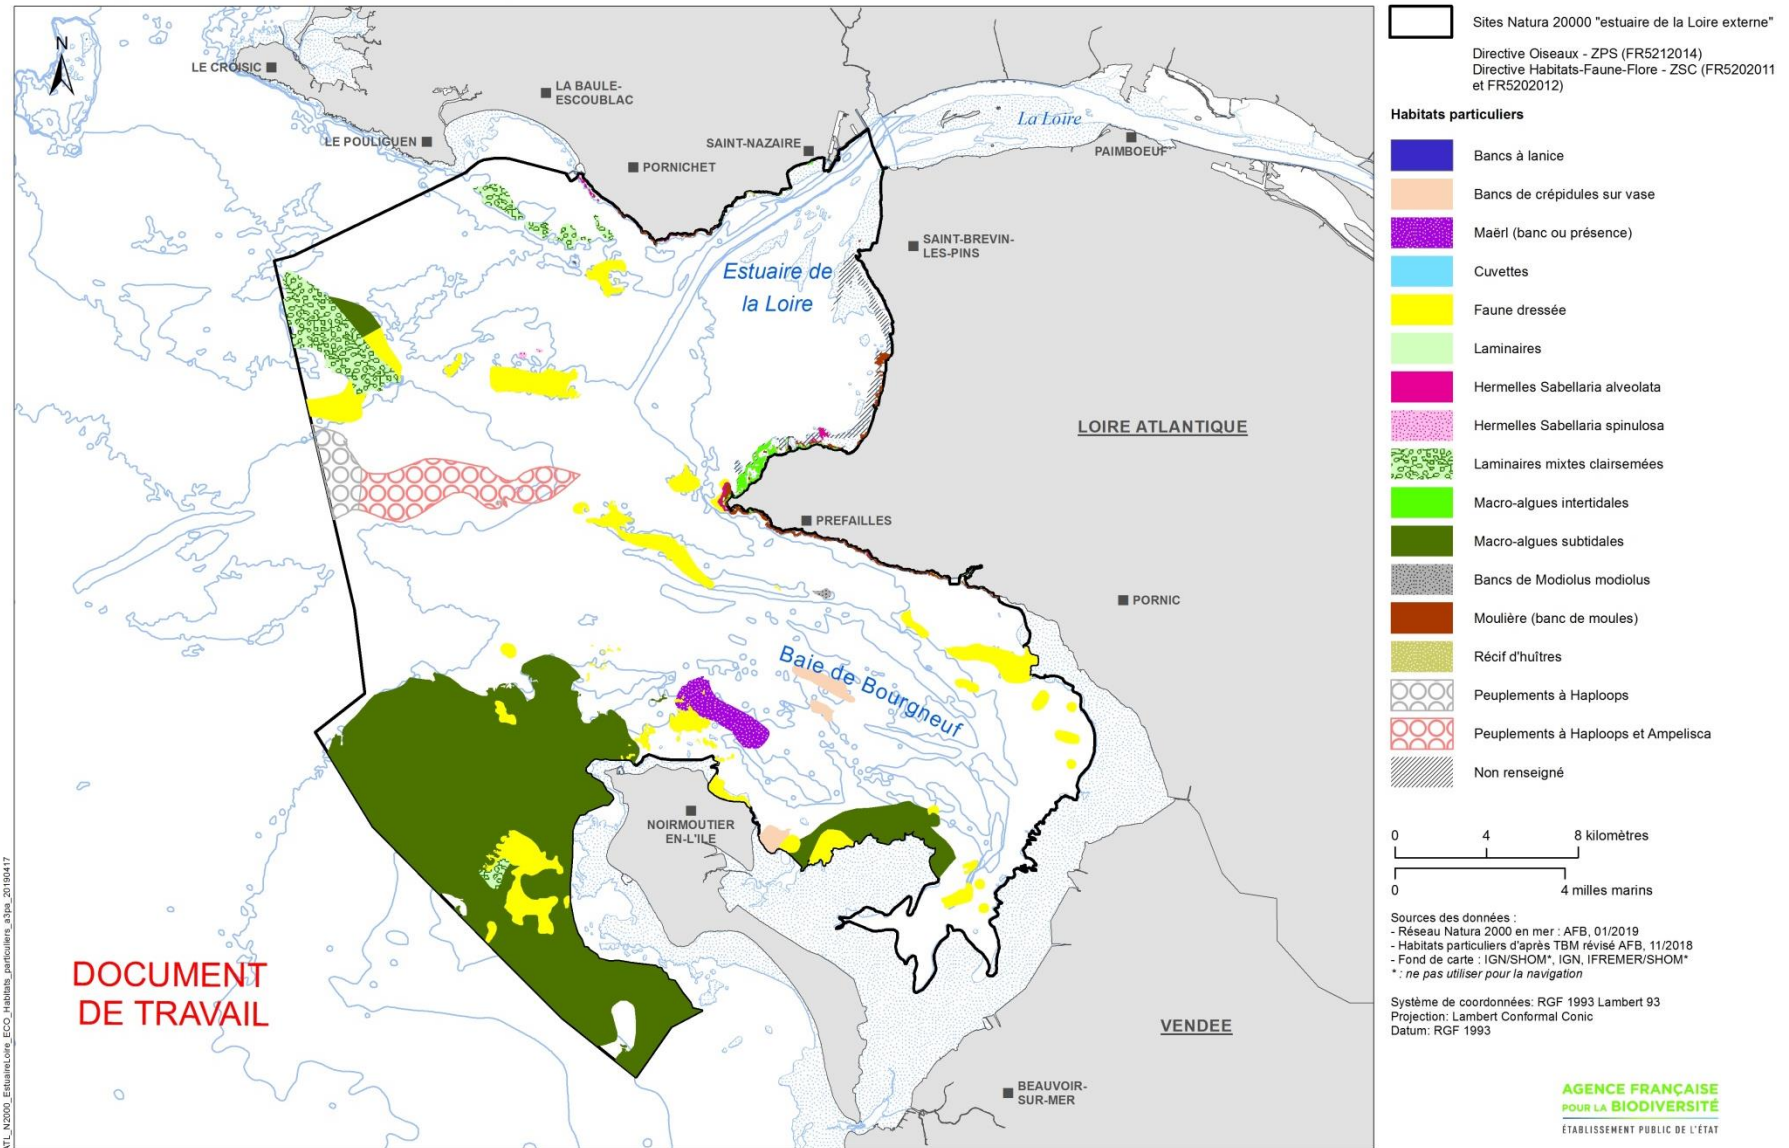 N
LE CROISIC
LA BAULE-
ESCOUBLAC
LE POULIGUEN
PORNICHET
SAINT-NAZAIRE
La Loire
PAIMBOEUF
SAINT-BREVIN-
LES-PINS
Estuaire de
la Loire
LOIRE ATLANTIQUE
PREFAILLES
PORNIC
Baie de Bourgneuf
NOIRMOUTIER
EN-L'ILE
DOCUMENT
DE TRAVAIL
VENDEE
BEAUVOIR-
SUR-MER
ATL_N2000_EstuaireLoire_ECO_Habitats_particuliers_a3pa_20190417
Sites Natura 20000 "estuaire de la Loire externe"
Directive Oiseaux - ZPS (FR5212014)
Directive Habitats-Faune-Flore - ZSC (FR5202011
et FR5202012)
Habitats particuliers
Bancs à lanice
Bancs de crépidules sur vase
Maërl (banc ou présence)
Cuvettes
Faune dressée
Laminaires
Hermelles Sabellaria alveolata
Hermelles Sabellaria spinulosa
Laminaires mixtes clairsemées
Macro-algues intertidales
Macro-algues subtidales
Bancs de Modiolus modiolus
Moulière (banc de moules)
Récif d'huîtres
Peuplements à Haploops
Peuplements à Haploops et Ampelisca
Non renseigné
0 4 8 kilomètres
0 4 milles marins
Sources des données :
- Réseau Natura 2000 en mer : AFB, 01/2019
- Habitats particuliers d'après TBM révisé AFB, 11/2018
- Fond de carte : IGN/SHOM*, IGN, IFREMER/SHOM*
* : ne pas utiliser pour la navigation
Système de coordonnées: RGF 1993 Lambert 93
Projection: Lambert Conformal Conic
Datum: RGF 1993
AGENCE FRANÇAISE
POUR LA BIODIVERSITÉ
ÉTABLISSEMENT PUBLIC DE L'ÉTAT